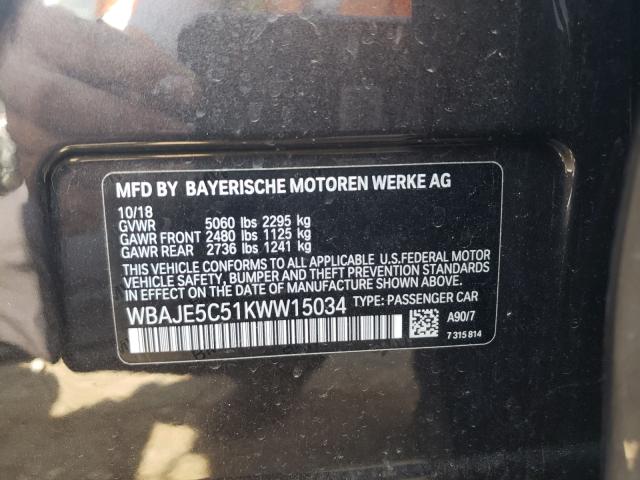 MFD BY BAYERISCHE MOTOREN WERKE AG
10/18
GVWR 5060 lbs 2295 kg
GAWR FRONT 2480 lbs 1125 kg
GAWR REAR 2736 lbs 1241 kg
THIS VEHICLE CONFORMS TO ALL APPLICABLE U.S.FEDERAL MOTOR
VEHICLE SAFETY, BUMPER, AND THEFT PREVENTION STANDARDS
IN EFFECT ON THE DATE OF MANUFACTURE SHOWN ABOVE.
WBAJE5C51KWW15034 TYPE: PASSENGER CAR
A90/7
7 315 814